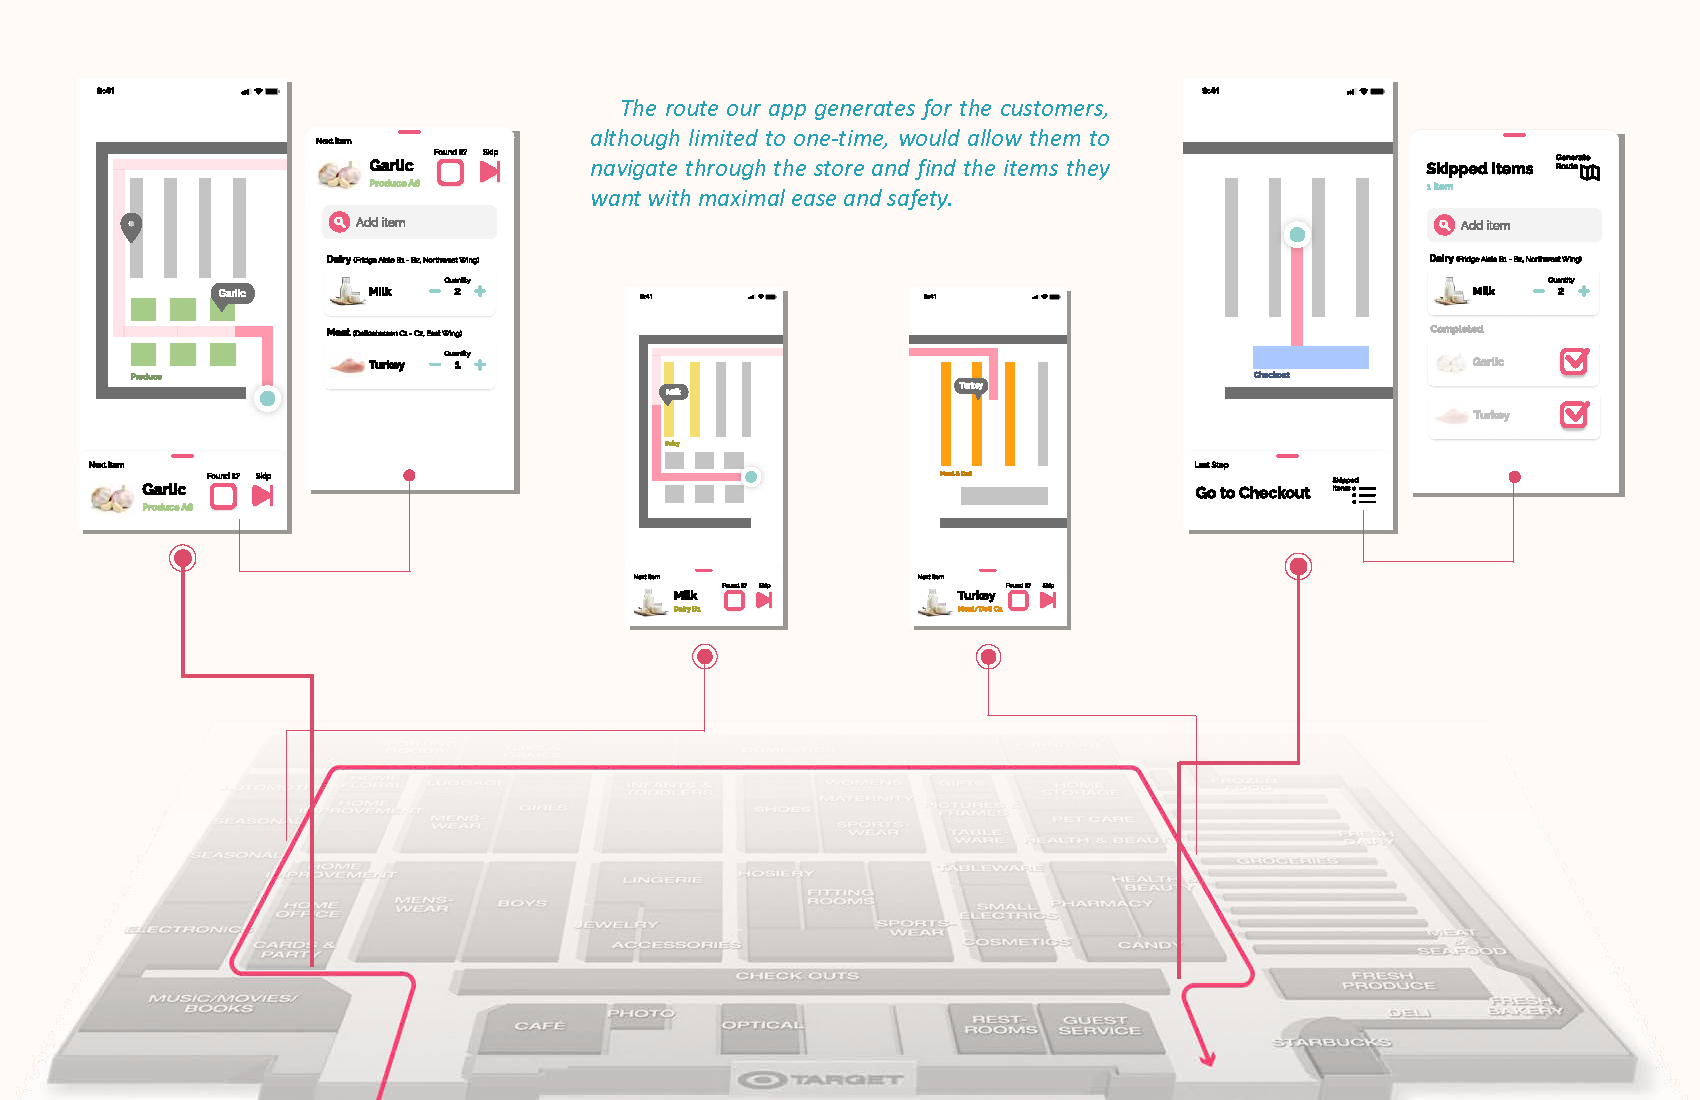 The route our app generates for the customers,
although limited to one-time, would allow them to
navigate through the store and find the items they
want with maximal ease and safety.
9:41
Garlic
Produce
Next Item
Garlic
Produce A6
Found it?
Skip
Next Item
Garlic
Produce A6
Found it?
Skip
Add item
Dairy (Fridge Aisle B1 - B2, Northwest Wing)
Milk
Quantity
2
Meat (Delicatessen C1 - C2, East Wing)
Turkey
Quantity
1
9:41
Milk
Dairy
Next Item
Milk
Dairy B1
Found it?
Skip
9:41
Turkey
Meat & Deli
Next Item
Turkey
Meat/Deli C1
Found it?
Skip
9:41
Checkout
Last Stop
Go to Checkout
Skipped
Items
Skipped Items
1 item
Generate
Route
Add item
Dairy (Fridge Aisle B1 - B2, Northwest Wing)
Milk
Quantity
2
Completed
Garlic
Turkey
DOMESTICS
FROZEN
FOOD
LUGGAGE
INFANTS &
TODDLERS
WOMENS
GIFTS
HOME
STORAGE
SEASONAL
HOME
IMPROVEMENT
MENS-
WEAR
GIRLS
SHOES
MATERNITY
SPORTS-
WEAR
PICTURES &
FRAMES
TABLE-
WARE
PET CARE
HEALTH & BEAUTY
FRESH
DAIRY
SEASONAL
HOME
IMPROVEMENT
LINGERIE
HOSIERY
TABLEWARE
GROCERIES
HOME
OFFICE
MENS-
WEAR
BOYS
FITTING
ROOMS
HEALTH &
BEAUTY
SMALL
ELECTRICS
PHARMACY
ELECTRONICS
CARDS &
PARTY
JEWELRY
ACCESSORIES
SPORTS-
WEAR
COSMETICS
CANDY
MEAT
&
SEAFOOD
CHECK OUTS
FRESH
PRODUCE
MUSIC/MOVIES/
BOOKS
CAFÉ
PHOTO
OPTICAL
REST-
ROOMS
GUEST
SERVICE
DELI
FRESH
BAKERY
STARBUCKS
TARGET